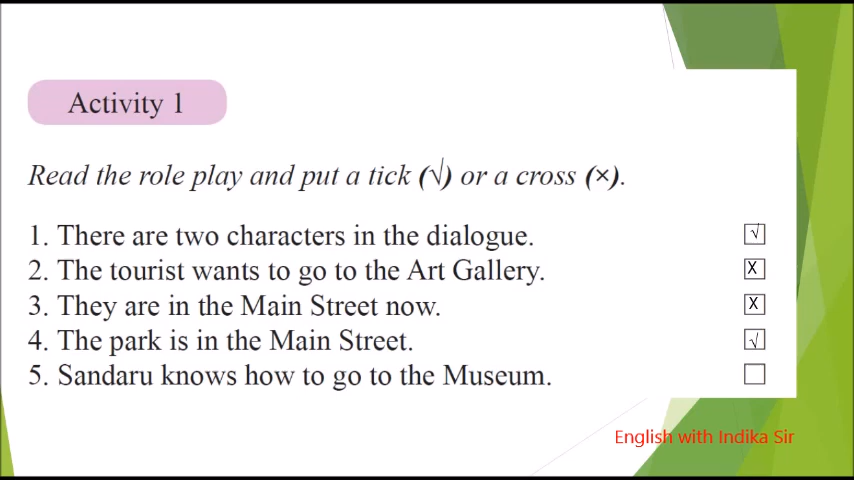 Activity 1
Read the role play and put a tick (√) or a cross (×).
1. There are two characters in the dialogue. √
2. The tourist wants to go to the Art Gallery. X
3. They are in the Main Street now. X
4. The park is in the Main Street. √
5. Sandaru knows how to go to the Museum.
English with Indika Sir